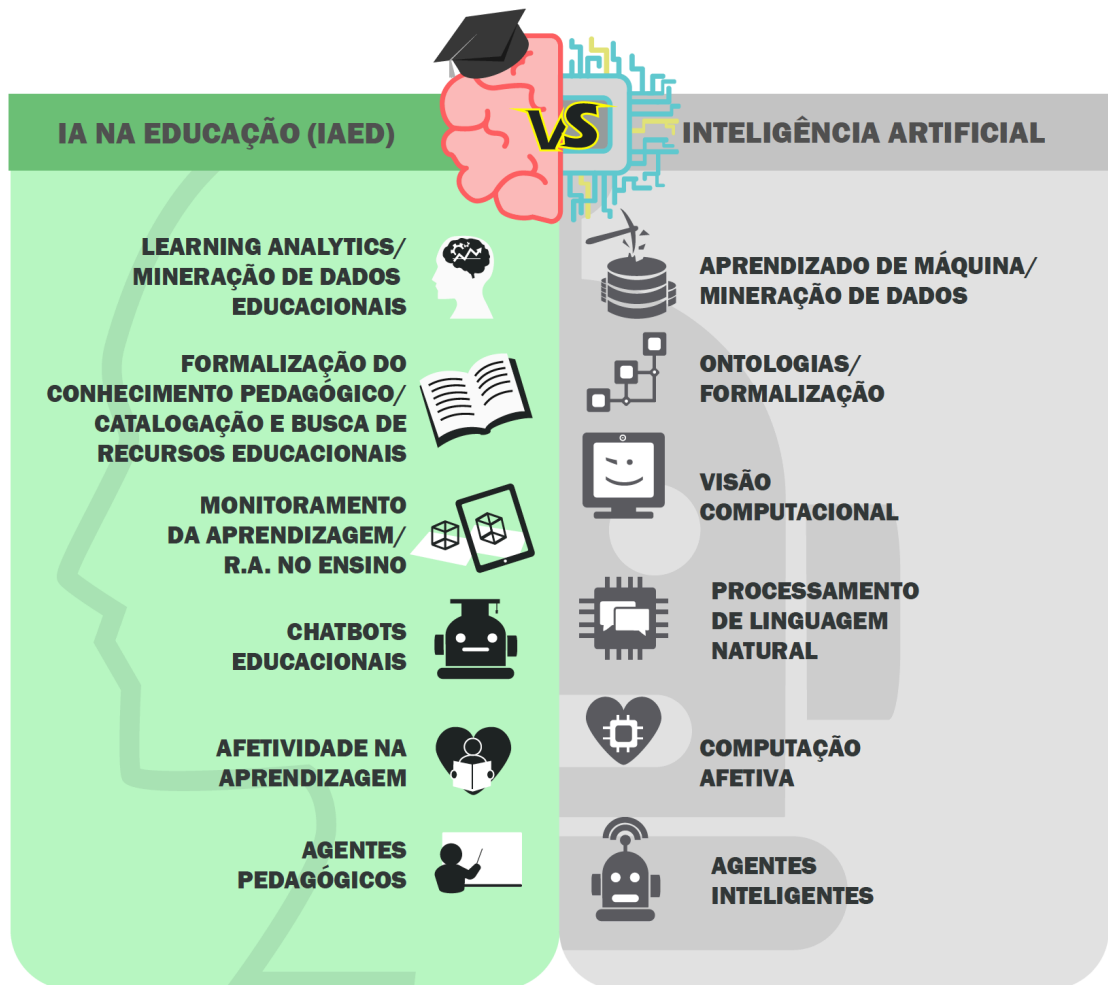 IA NA EDUCAÇÃO (IAED)
VS
INTELIGÊNCIA ARTIFICIAL
LEARNING ANALYTICS/
MINERAÇÃO DE DADOS
EDUCACIONAIS
APRENDIZADO DE MÁQUINA/
MINERAÇÃO DE DADOS
FORMALIZAÇÃO DO
CONHECIMENTO PEDAGÓGICO/
CATALOGAÇÃO E BUSCA DE
RECURSOS EDUCACIONAIS
ONTOLOGIAS/
FORMALIZAÇÃO
MONITORAMENTO
DA APRENDIZAGEM/
R.A. NO ENSINO
VISÃO
COMPUTACIONAL
CHATBOTS
EDUCACIONAIS
PROCESSAMENTO
DE LINGUAGEM
NATURAL
AFETIVIDADE NA
APRENDIZAGEM
COMPUTAÇÃO
AFETIVA
AGENTES
PEDAGÓGICOS
AGENTES
INTELIGENTES